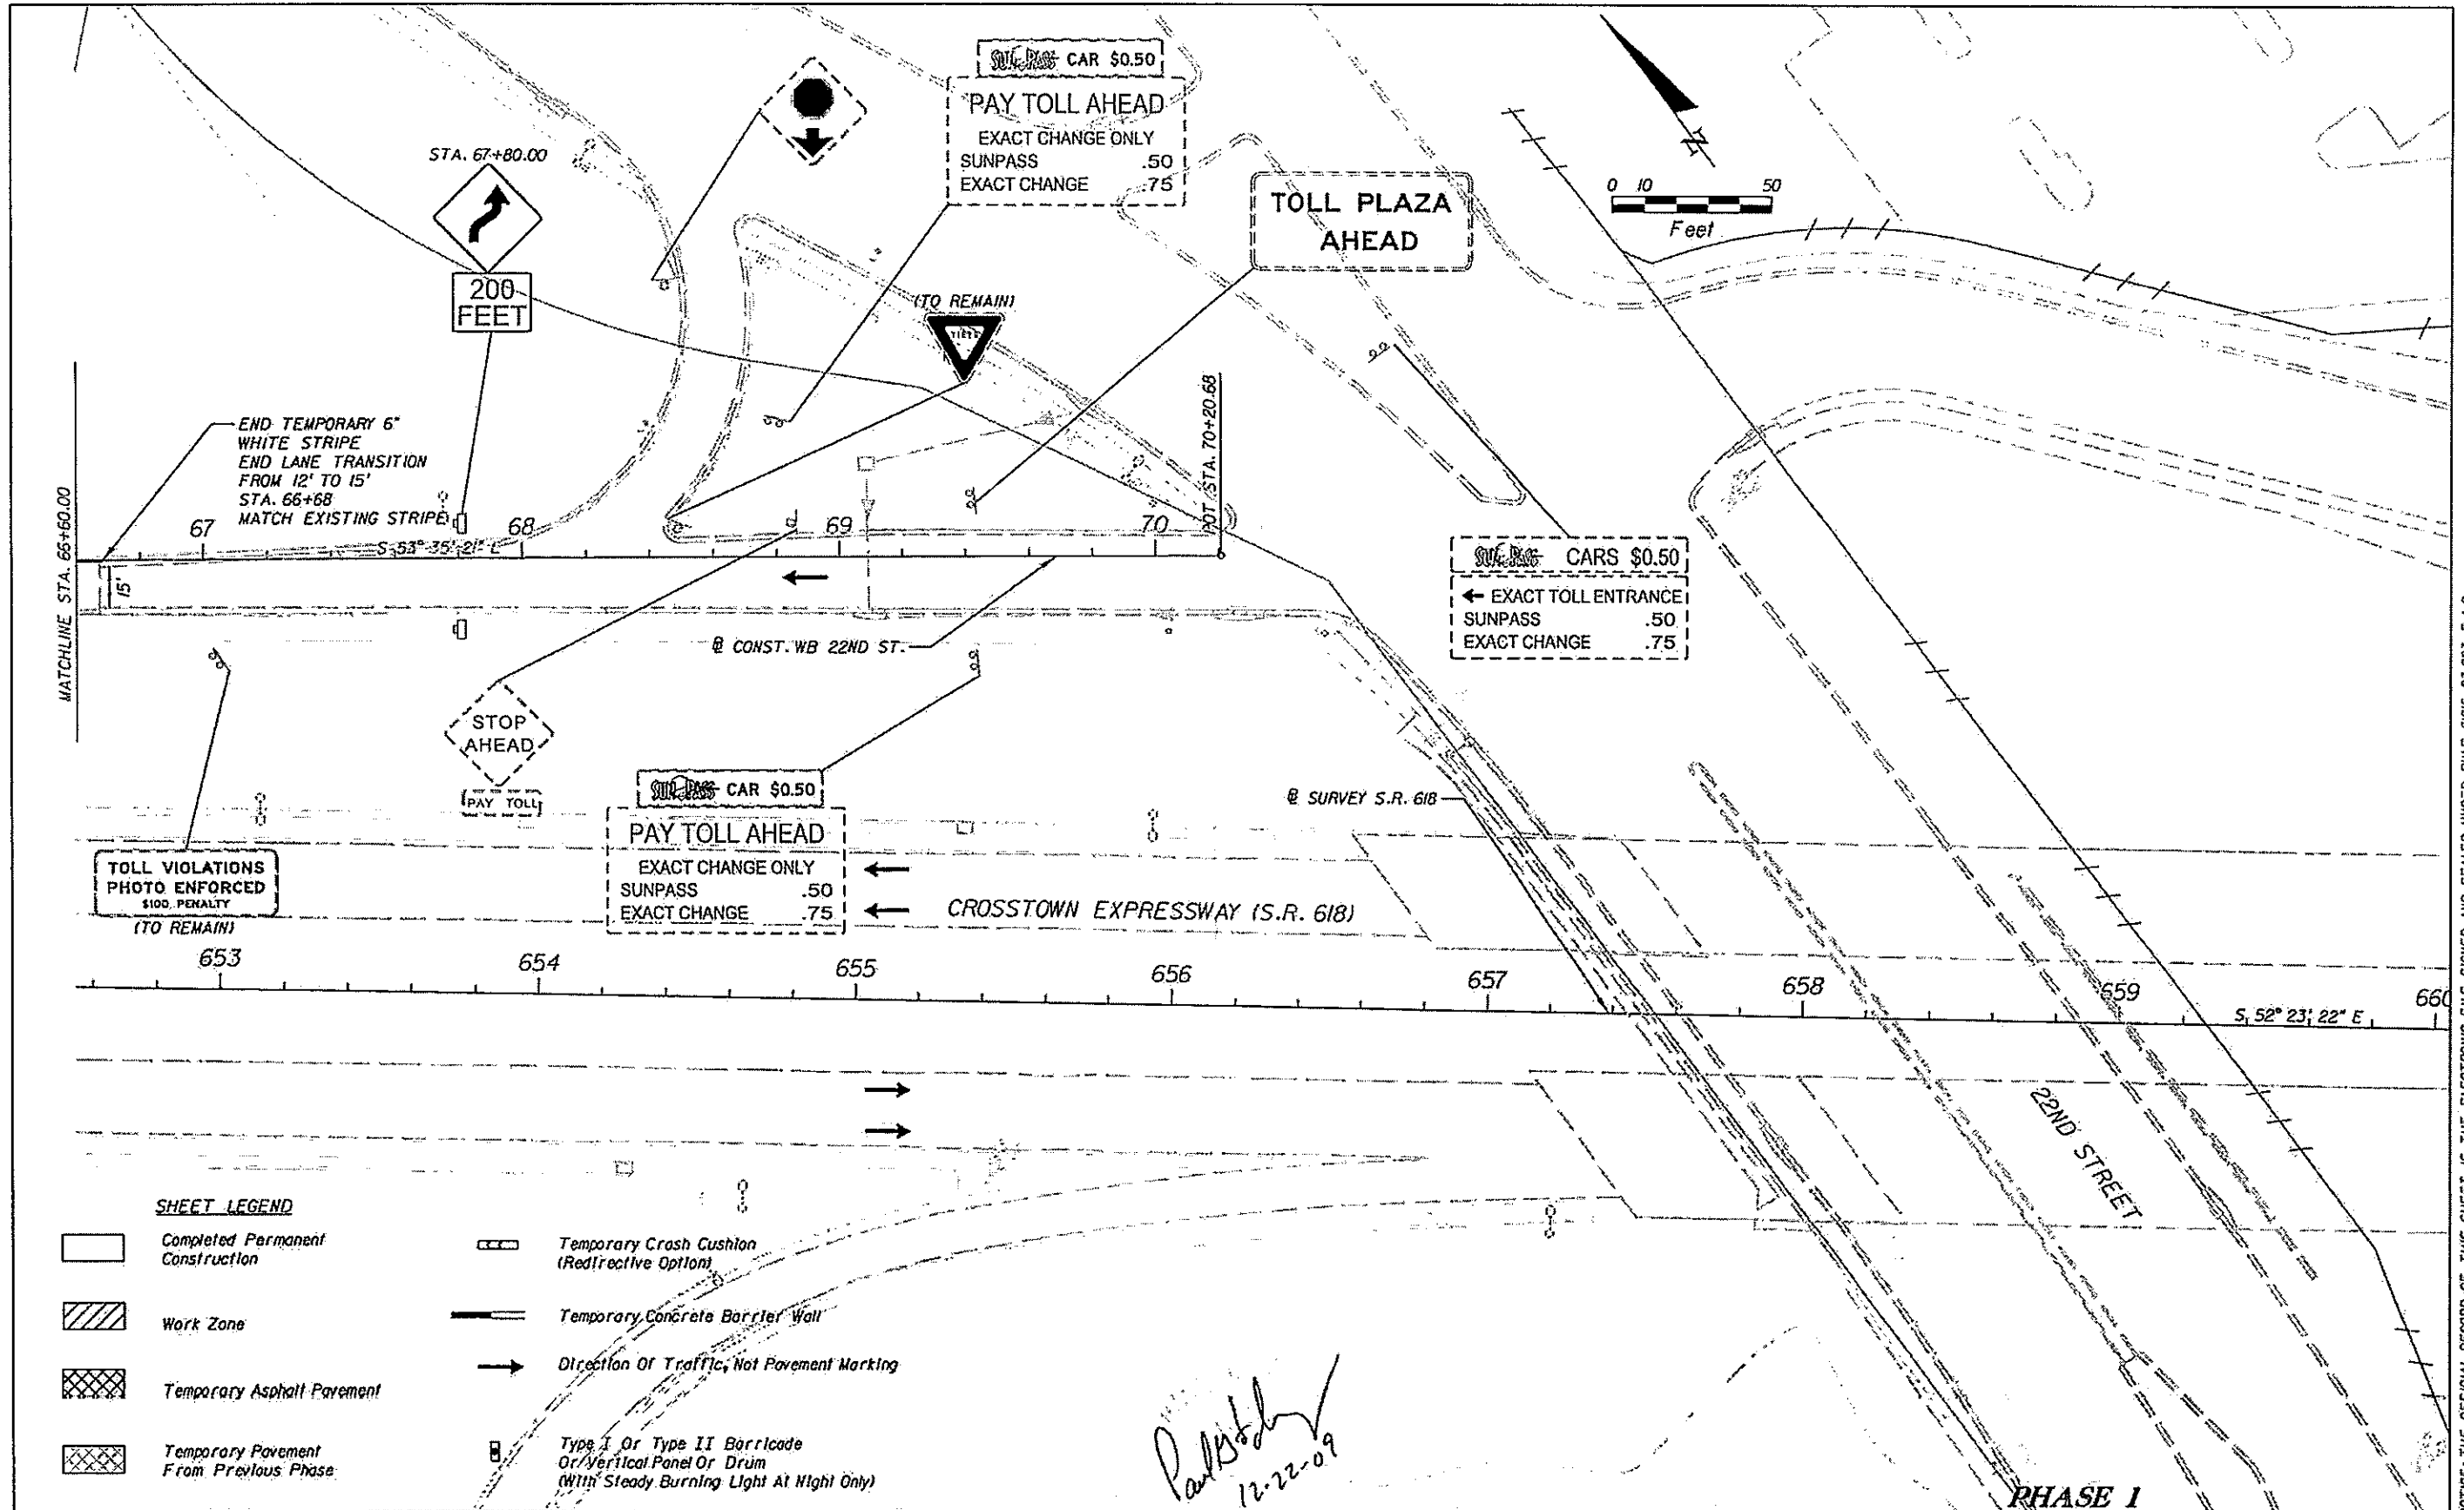 SUNPASS CAR $0.50
PAY TOLL AHEAD
EXACT CHANGE ONLY
SUNPASS .50
EXACT CHANGE .75
STA. 67+80.00
200
FEET
TOLL PLAZA
AHEAD
N
0 10 50
Feet
(TO REMAIN)
YIELD
END TEMPORARY 6"
WHITE STRIPE
END LANE TRANSITION
FROM 12' TO 15'
STA. 66+68
MATCH EXISTING STRIPE
MATCHLINE STA. 66+60.00
POT STA. 70+20.68
67 68 69 70
S 53° 35' 21" E
15'
℄ CONST. WB 22ND ST.
SUNPASS CARS $0.50
← EXACT TOLL ENTRANCE
SUNPASS .50
EXACT CHANGE .75
STOP
AHEAD
PAY TOLL
SUNPASS CAR $0.50
PAY TOLL AHEAD
EXACT CHANGE ONLY
SUNPASS .50
EXACT CHANGE .75
℄ SURVEY S.R. 618
TOLL VIOLATIONS
PHOTO ENFORCED
$100 PENALTY
(TO REMAIN)
CROSSTOWN EXPRESSWAY (S.R. 618)
653 654 655 656 657 658 659 660
S 52° 23' 22" E
22ND STREET
SHEET LEGEND
Completed Permanent
Construction
Work Zone
Temporary Asphalt Pavement
Temporary Pavement
From Previous Phase
Temporary Crash Cushion
(Redirective Option)
Temporary Concrete Barrier Wall
Direction Of Traffic, Not Pavement Marking
Type I Or Type II Barricade
Or Vertical Panel Or Drum
(With Steady Burning Light At Night Only)
12-22-09
PHASE 1